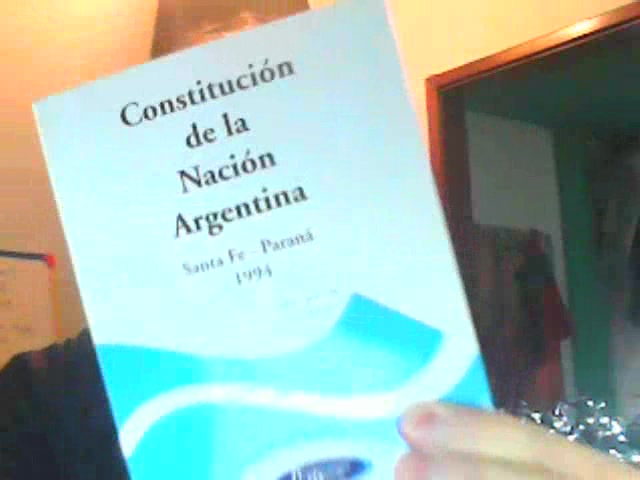 Constitución
de la
Nación
Argentina
Santa Fe - Paraná
1994